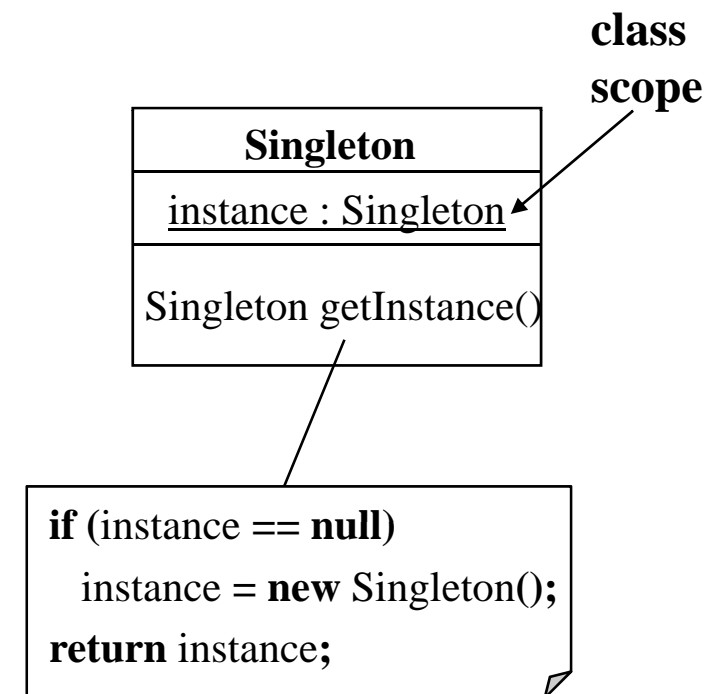 class
scope
Singleton
instance : Singleton
Singleton getInstance()
if (instance == null)
instance = new Singleton();
return instance;